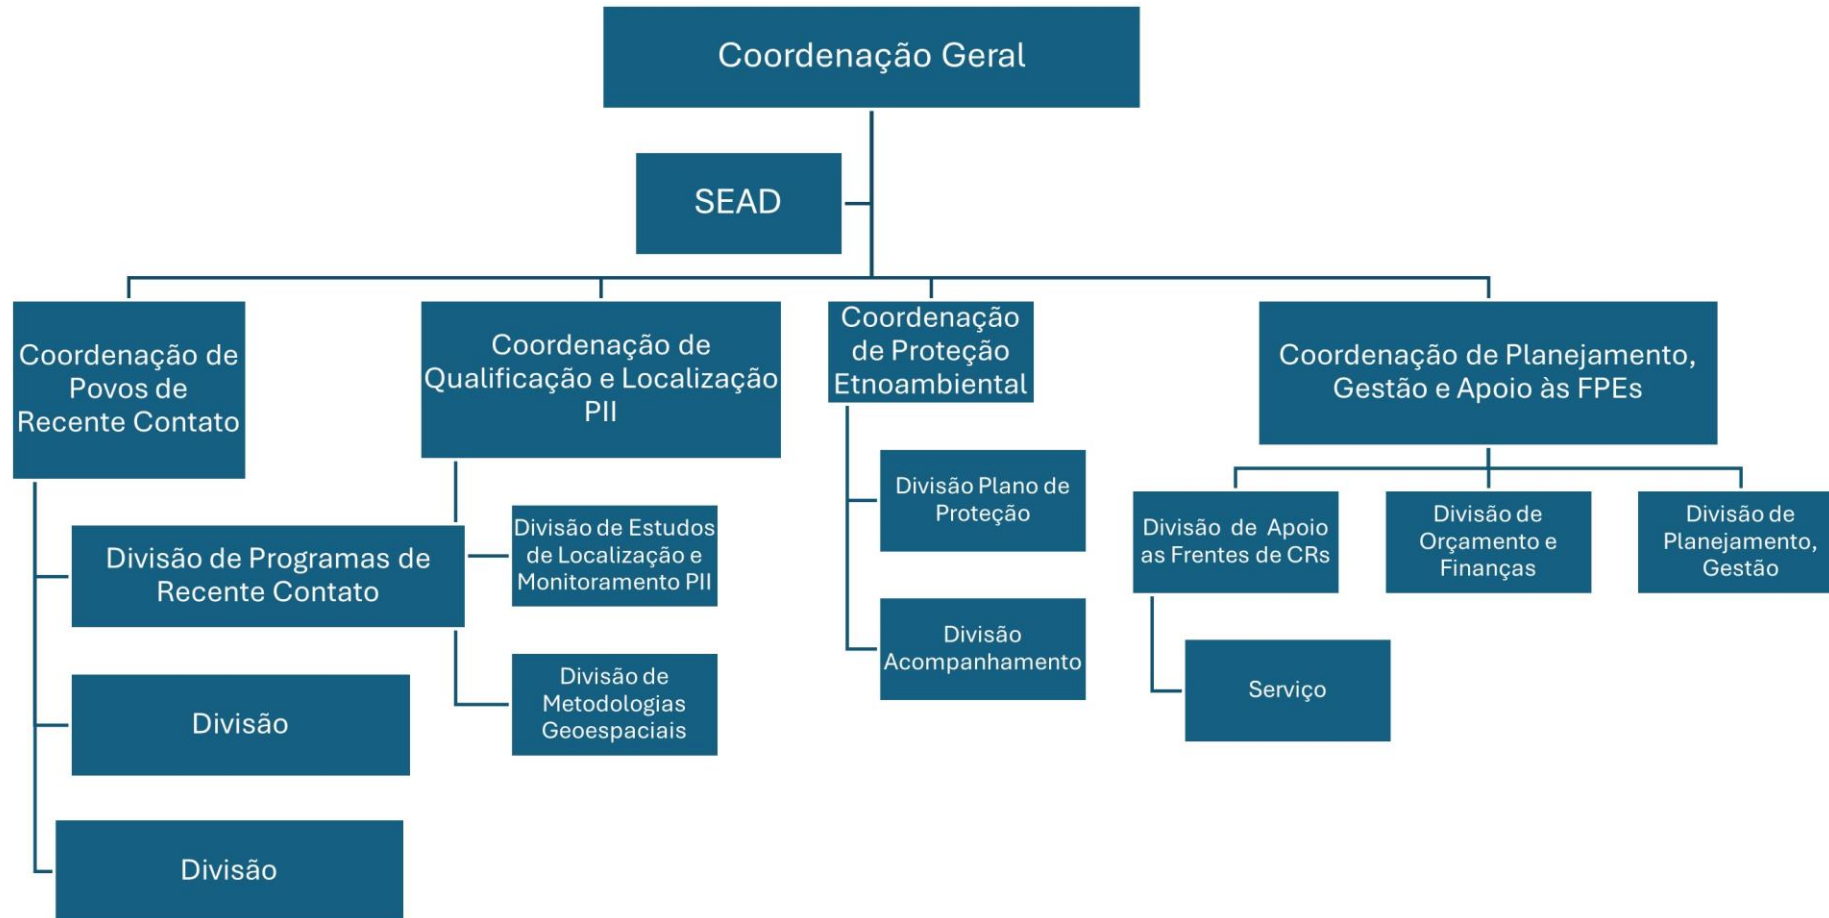 Coordenação Geral
SEAD
Coordenação de
Povos de
Recente Contato
Coordenação de
Qualificação e Localização
PII
Coordenação
de Proteção
Etnoambiental
Coordenação de Planejamento,
Gestão e Apoio às FPEs
Divisão de Programas de
Recente Contato
Divisão
Divisão
Divisão de Estudos
de Localização e
Monitoramento PII
Divisão de
Metodologias
Geoespaciais
Divisão Plano de
Proteção
Divisão
Acompanhamento
Divisão de Apoio
as Frentes de CRs
Serviço
Divisão de
Orçamento e
Finanças
Divisão de
Planejamento,
Gestão